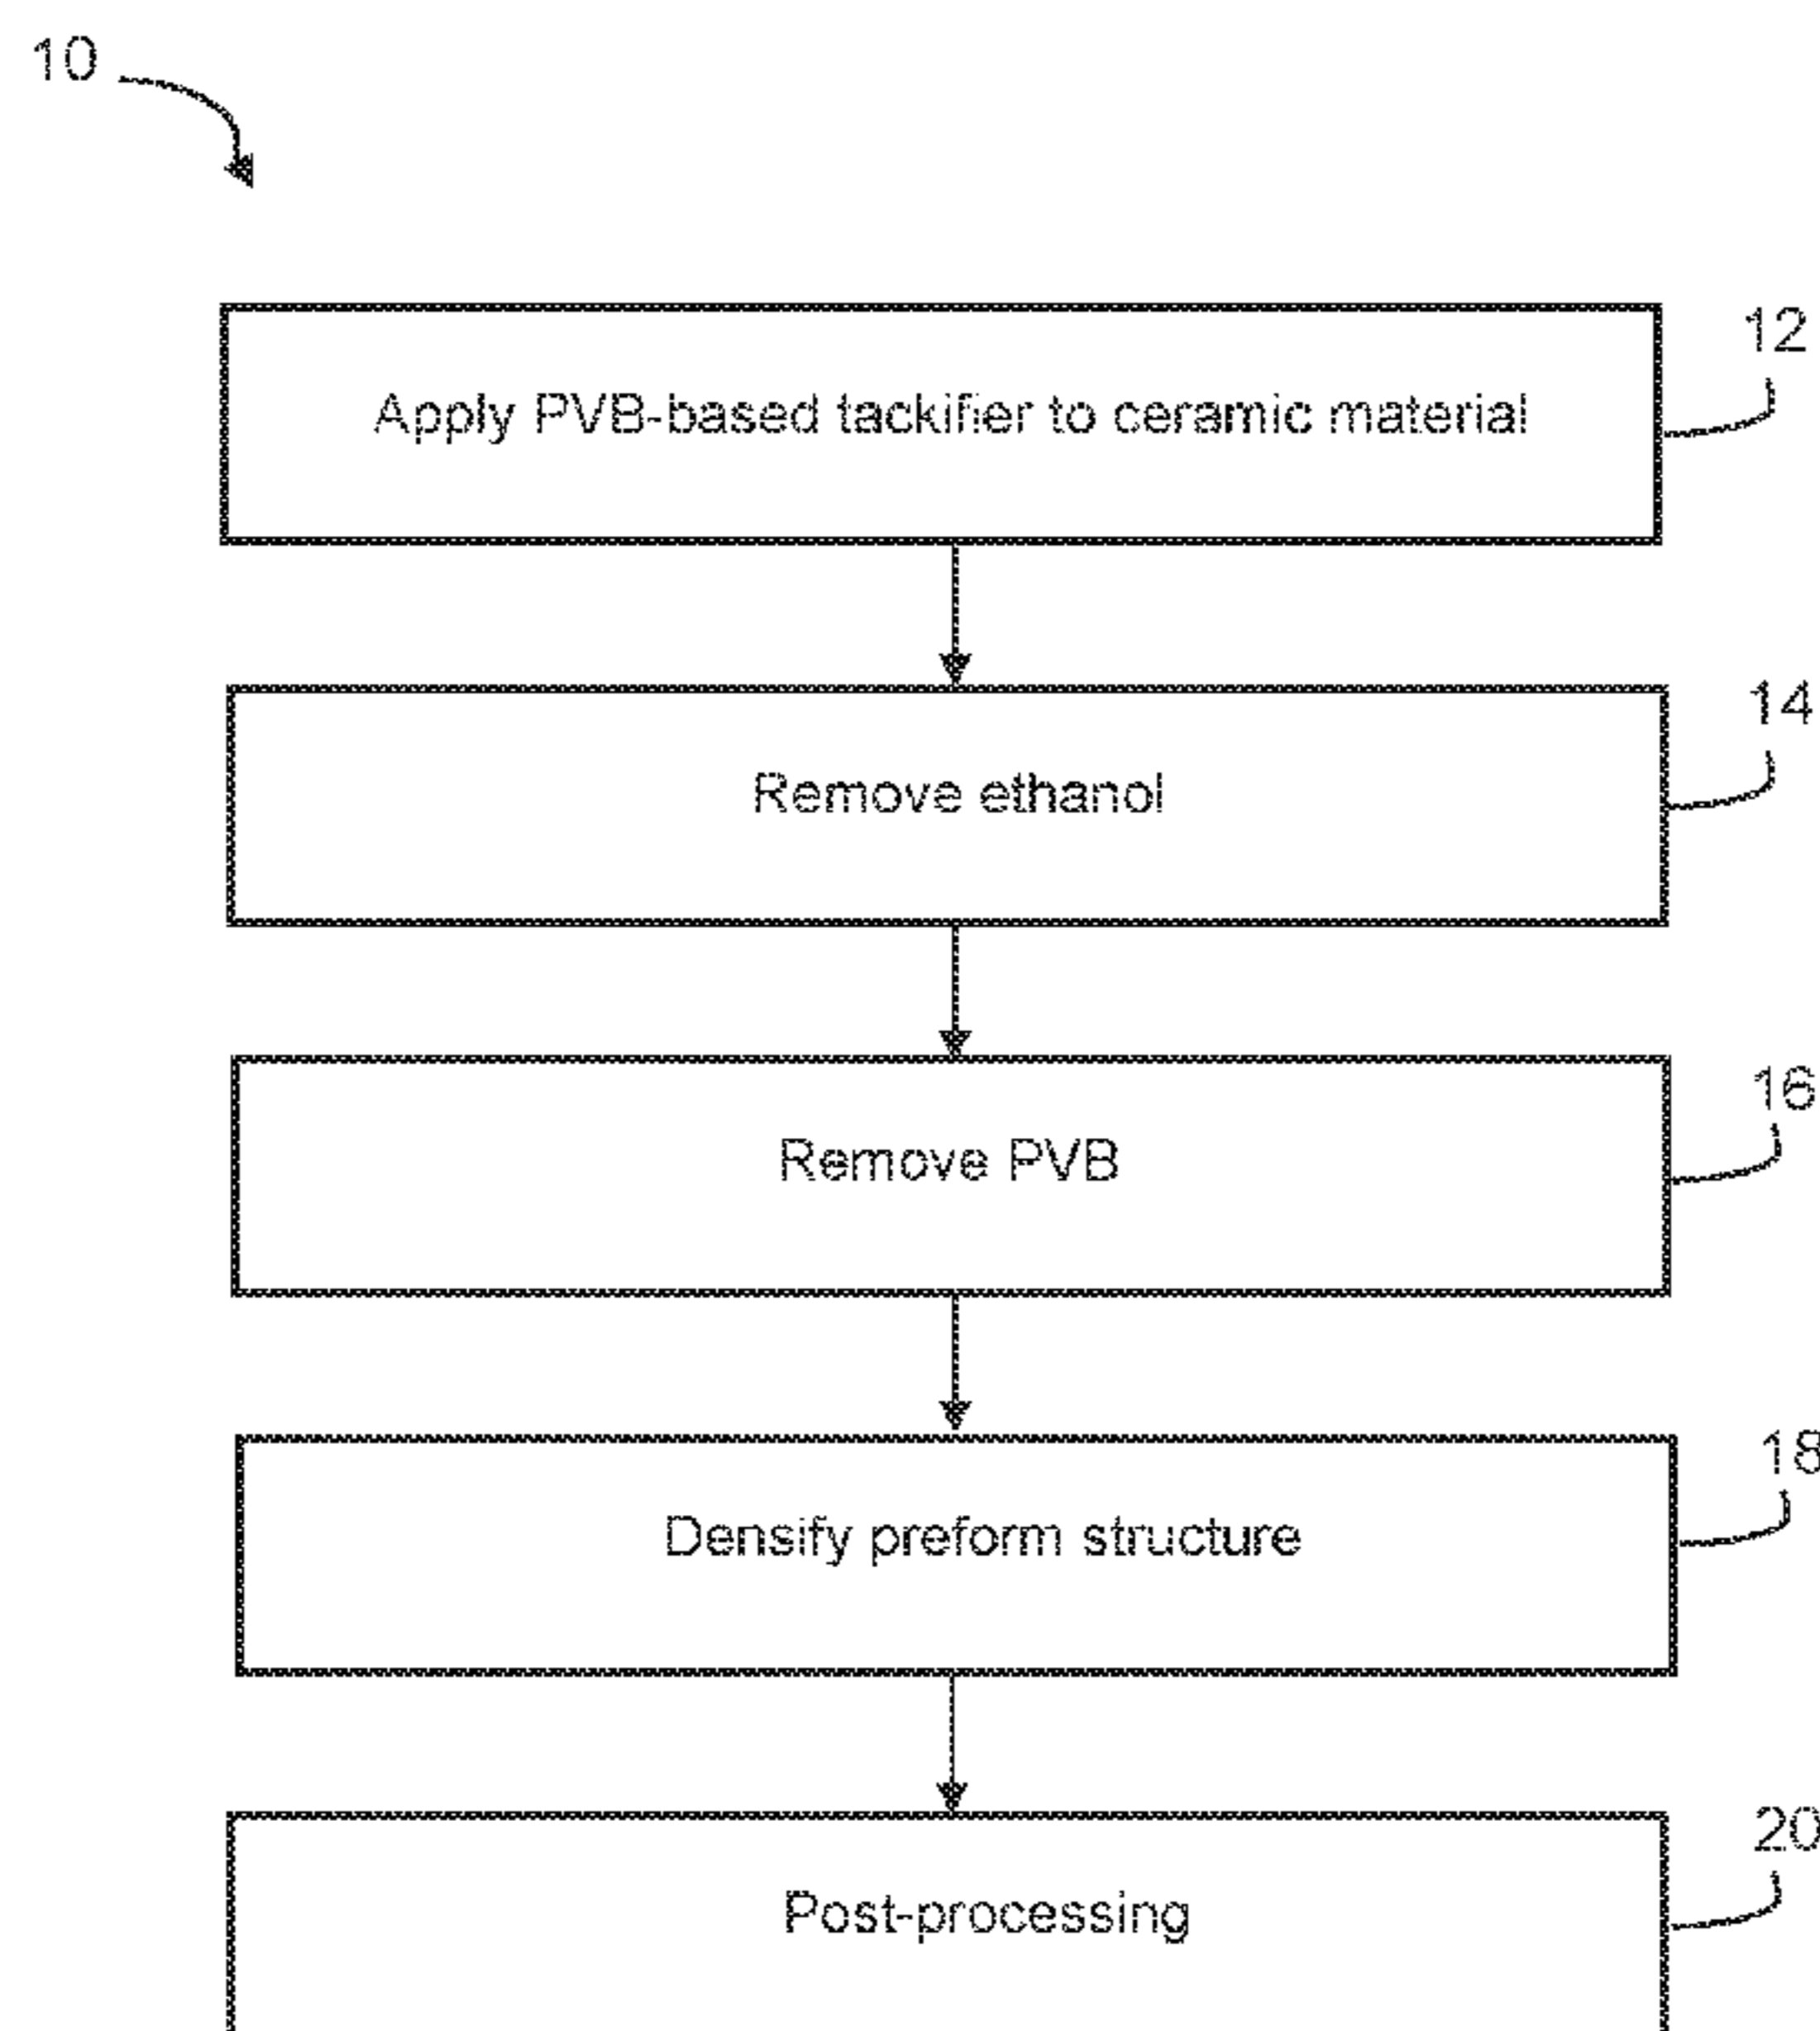 10
Apply PVB-based tackifier to ceramic material
12
Remove ethanol
14
Remove PVB
16
Densify preform structure
18
Post-processing
20